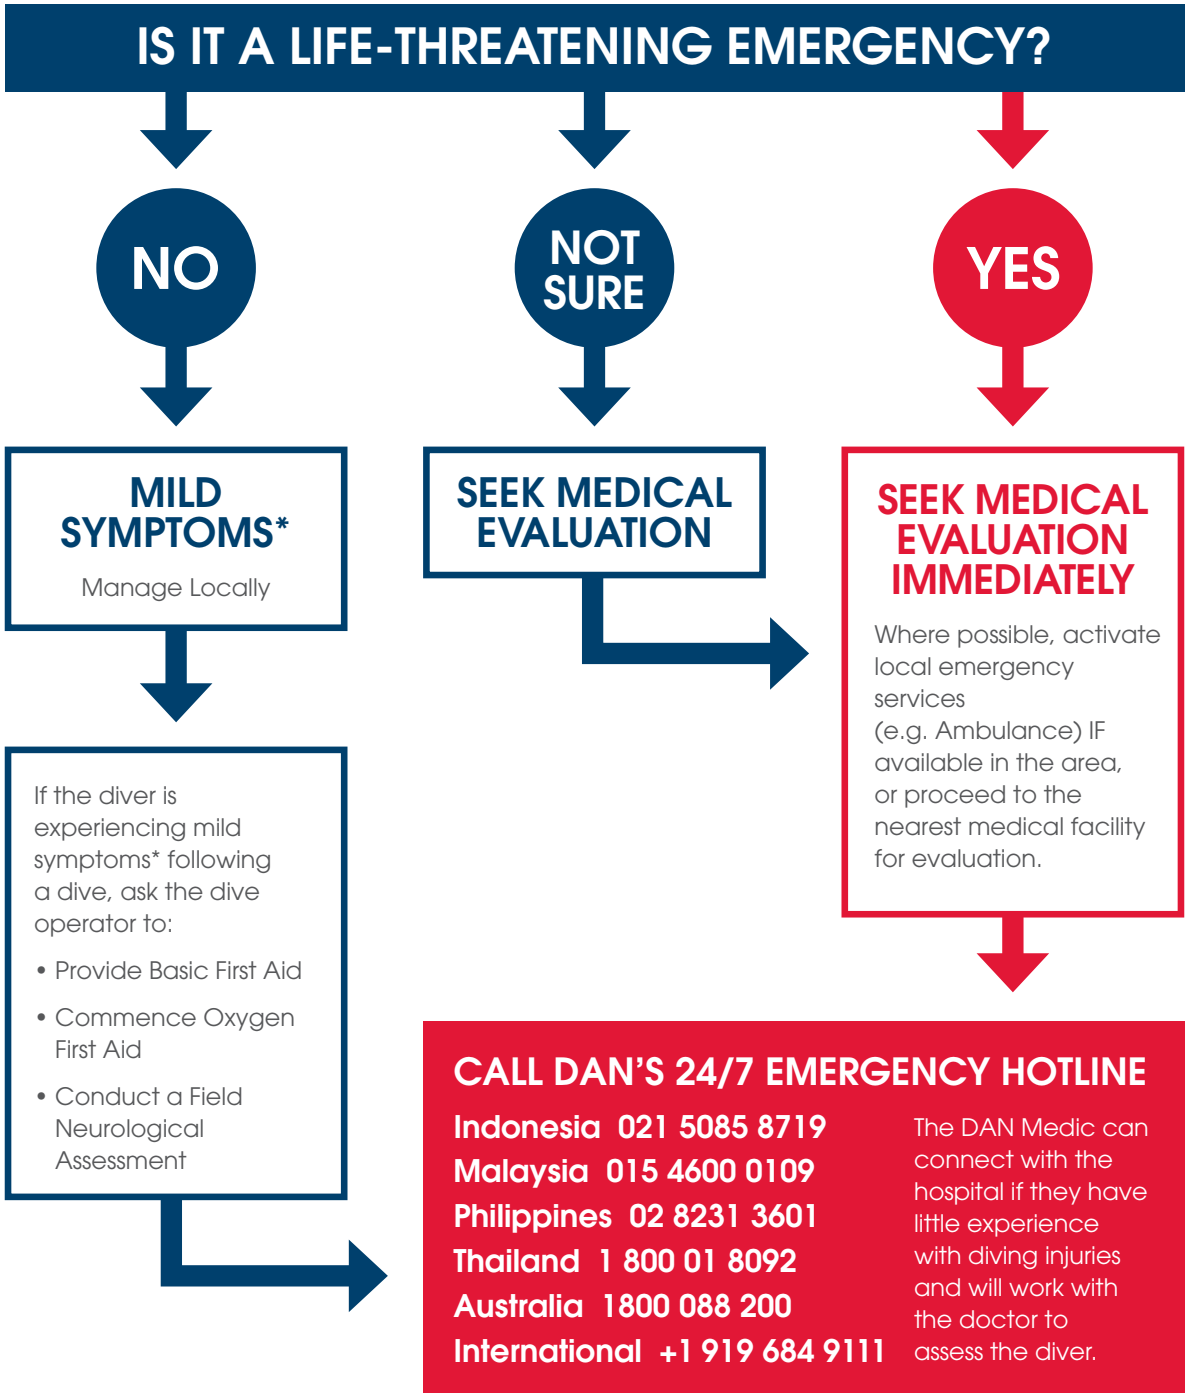 IS IT A LIFE-THREATENING EMERGENCY?
NO
NOT
SURE
YES
MILD
SYMPTOMS*
Manage Locally
SEEK MEDICAL
EVALUATION
SEEK MEDICAL
EVALUATION
IMMEDIATELY
Where possible, activate
local emergency
services
(e.g. Ambulance) IF
available in the area,
or proceed to the
nearest medical facility
for evaluation.
If the diver is
experiencing mild
symptoms* following
a dive, ask the dive
operator to:
• Provide Basic First Aid
• Commence Oxygen
First Aid
• Conduct a Field
Neurological
Assessment
CALL DAN'S 24/7 EMERGENCY HOTLINE
Indonesia 021 5085 8719
Malaysia 015 4600 0109
Philippines 02 8231 3601
Thailand 1 800 01 8092
Australia 1800 088 200
International +1 919 684 9111
The DAN Medic can
connect with the
hospital if they have
little experience
with diving injuries
and will work with
the doctor to
assess the diver.